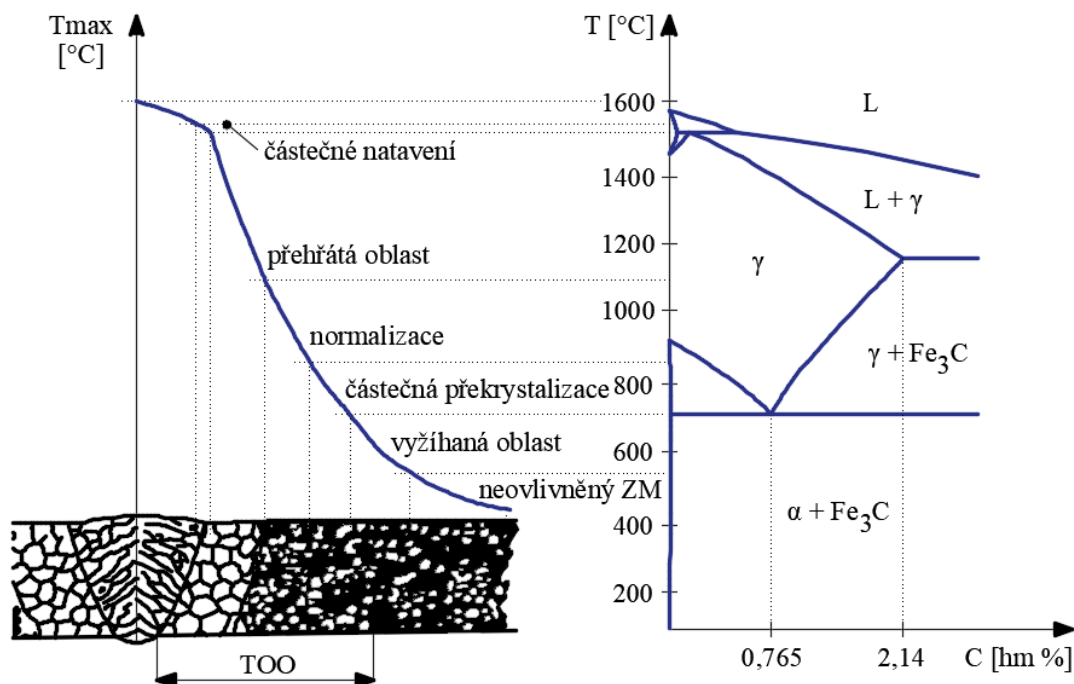 Tmax
[°C]
částečné natavení
přehřátá oblast
normalizace
částečná překrystalizace
vyžíhaná oblast
neovlivněný ZM
TOO
T [°C]
1600
1400
1200
1000
800
600
400
200
L
L + γ
γ
γ + Fe3C
α + Fe3C
0,765
2,14
C [hm %]